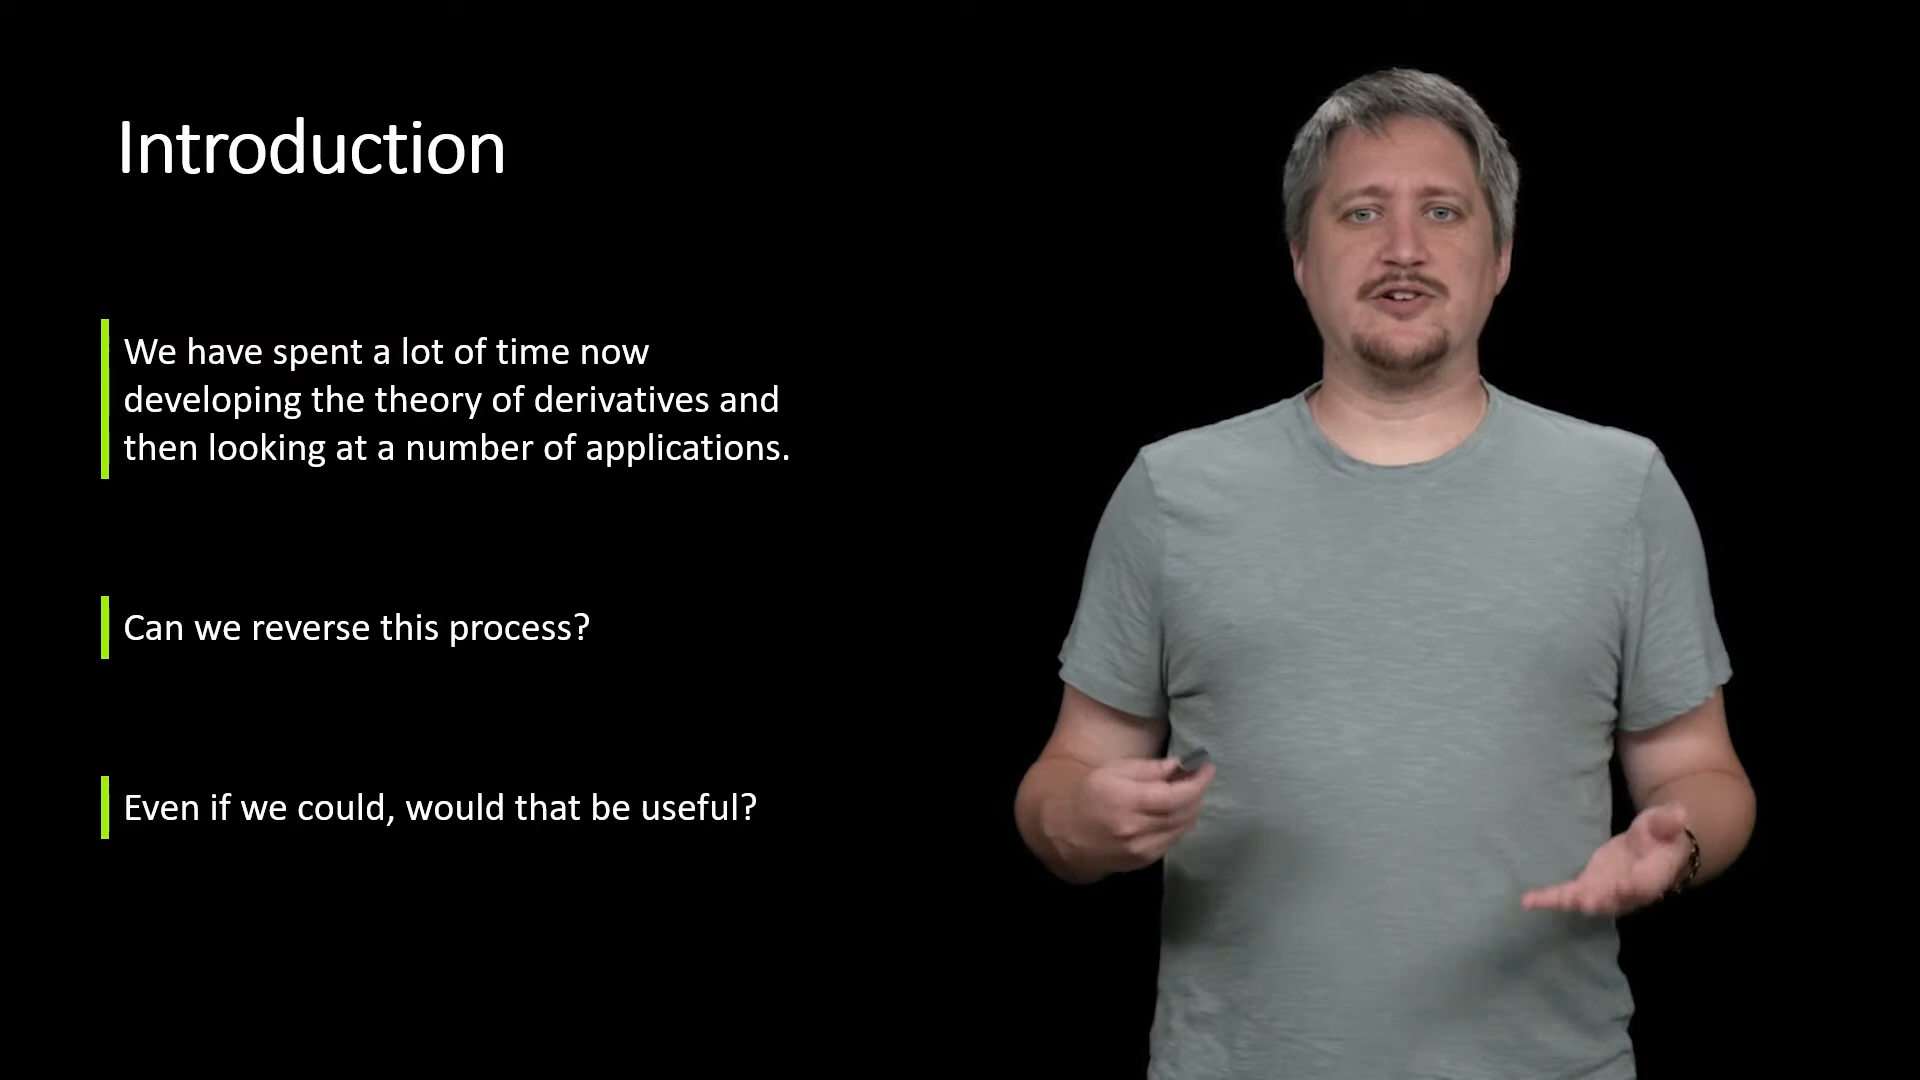 Introduction
We have spent a lot of time now
developing the theory of derivatives and
then looking at a number of applications.
Can we reverse this process?
Even if we could, would that be useful?